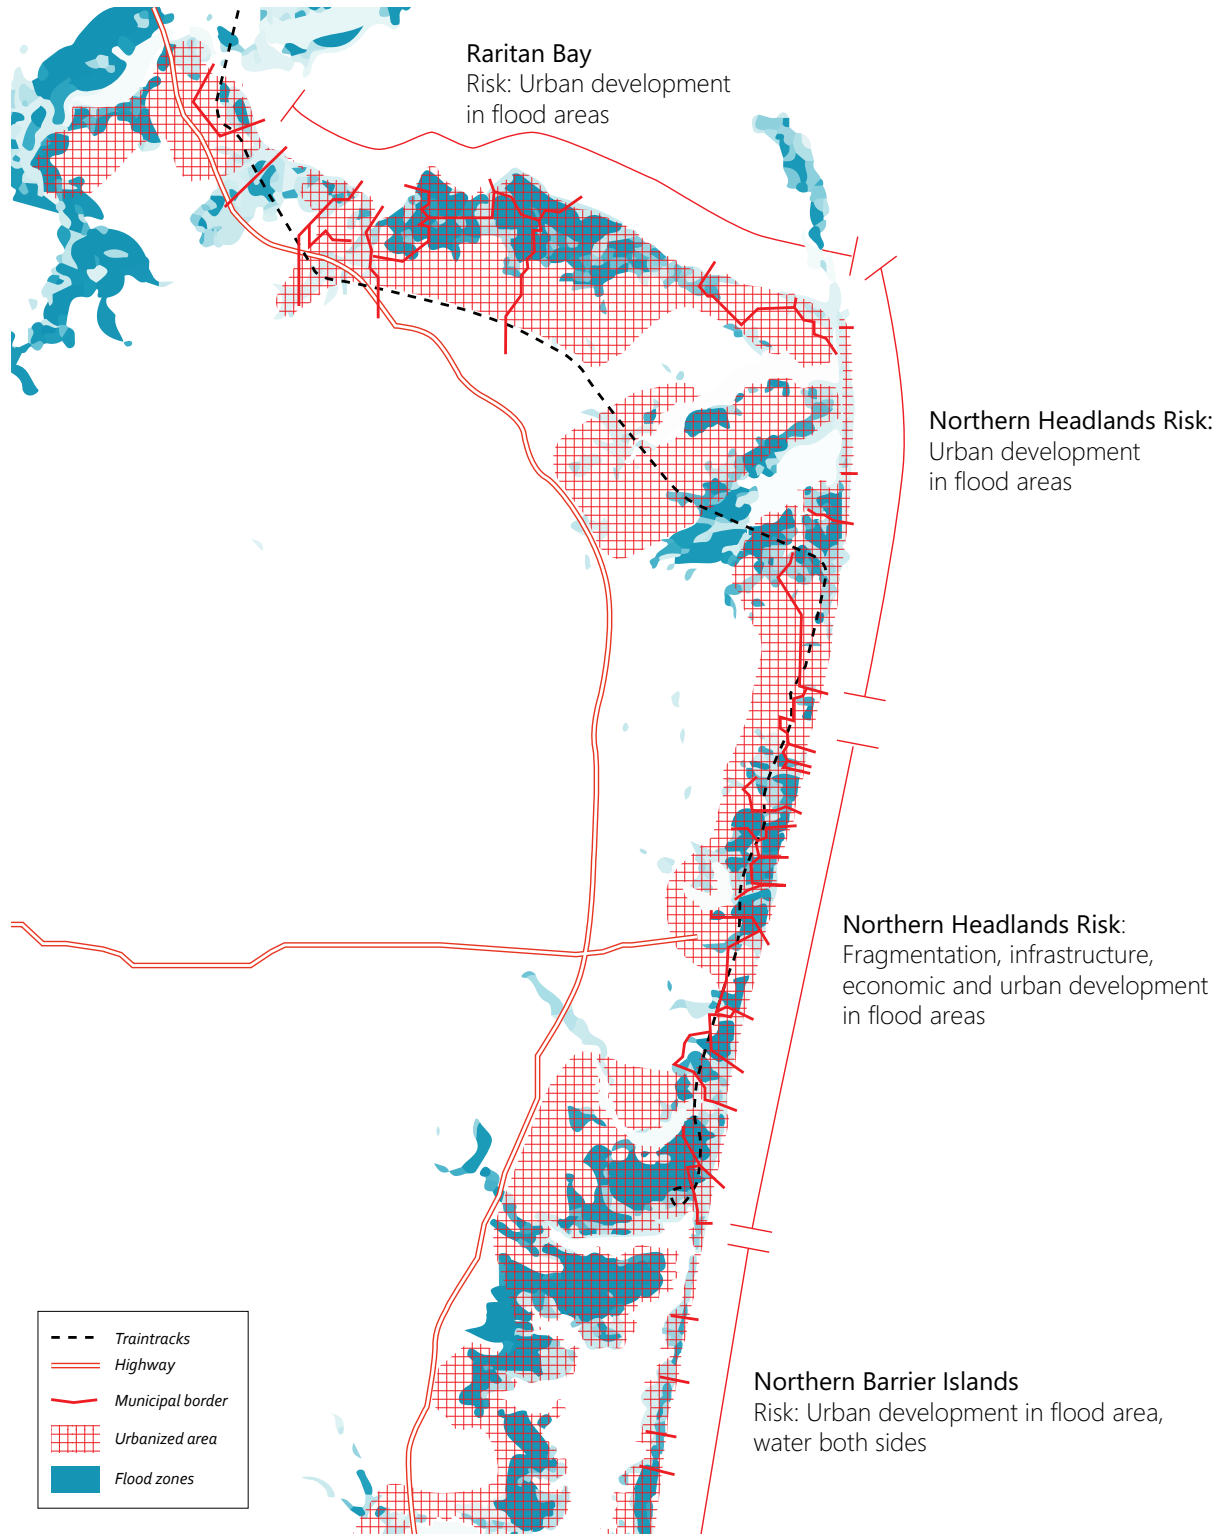 Raritan Bay
Risk: Urban development
in flood areas
Northern Headlands Risk:
Urban development
in flood areas
Northern Headlands Risk:
Fragmentation, infrastructure,
economic and urban development
in flood areas
Northern Barrier Islands
Risk: Urban development in flood area,
water both sides
Traintracks
Highway
Municipal border
Urbanized area
Flood zones